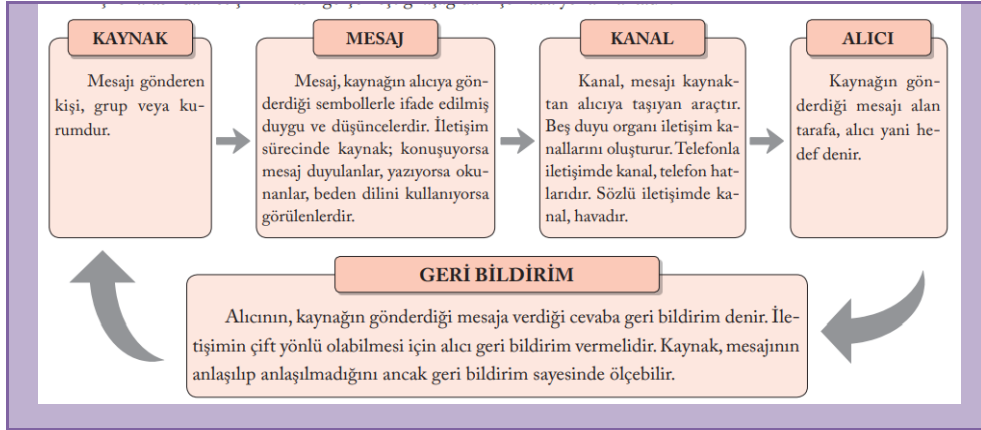 KAYNAK
Mesajı gönderen
kişi, grup veya ku-
rumdur.
MESAJ
Mesaj, kaynağın alıcıya gön-
derdiği sembollerle ifade edilmiş
duygu ve düşüncelerdir. İletişim
sürecinde kaynak; konuşuyorsa
mesaj duyulanlar, yazıyorsa oku-
nanlar, beden dilini kullanıyorsa
görülenlerdir.
KANAL
Kanal, mesajı kaynak-
tan alıcıya taşıyan araçtır.
Beş duyu organı iletişim ka-
nallarını oluşturur. Telefonla
iletişimde kanal, telefon hat-
larıdır. Sözlü iletişimde ka-
nal, havadır.
ALICI
Kaynağın gön-
derdiği mesajı alan
tarafa, alıcı yani he-
def denir.
GERİ BİLDİRİM
Alıcının, kaynağın gönderdiği mesaja verdiği cevaba geri bildirim denir. İle-
tişimin çift yönlü olabilmesi için alıcı geri bildirim vermelidir. Kaynak, mesajının
anlaşılıp anlaşılmadığını ancak geri bildirim sayesinde ölçebilir.